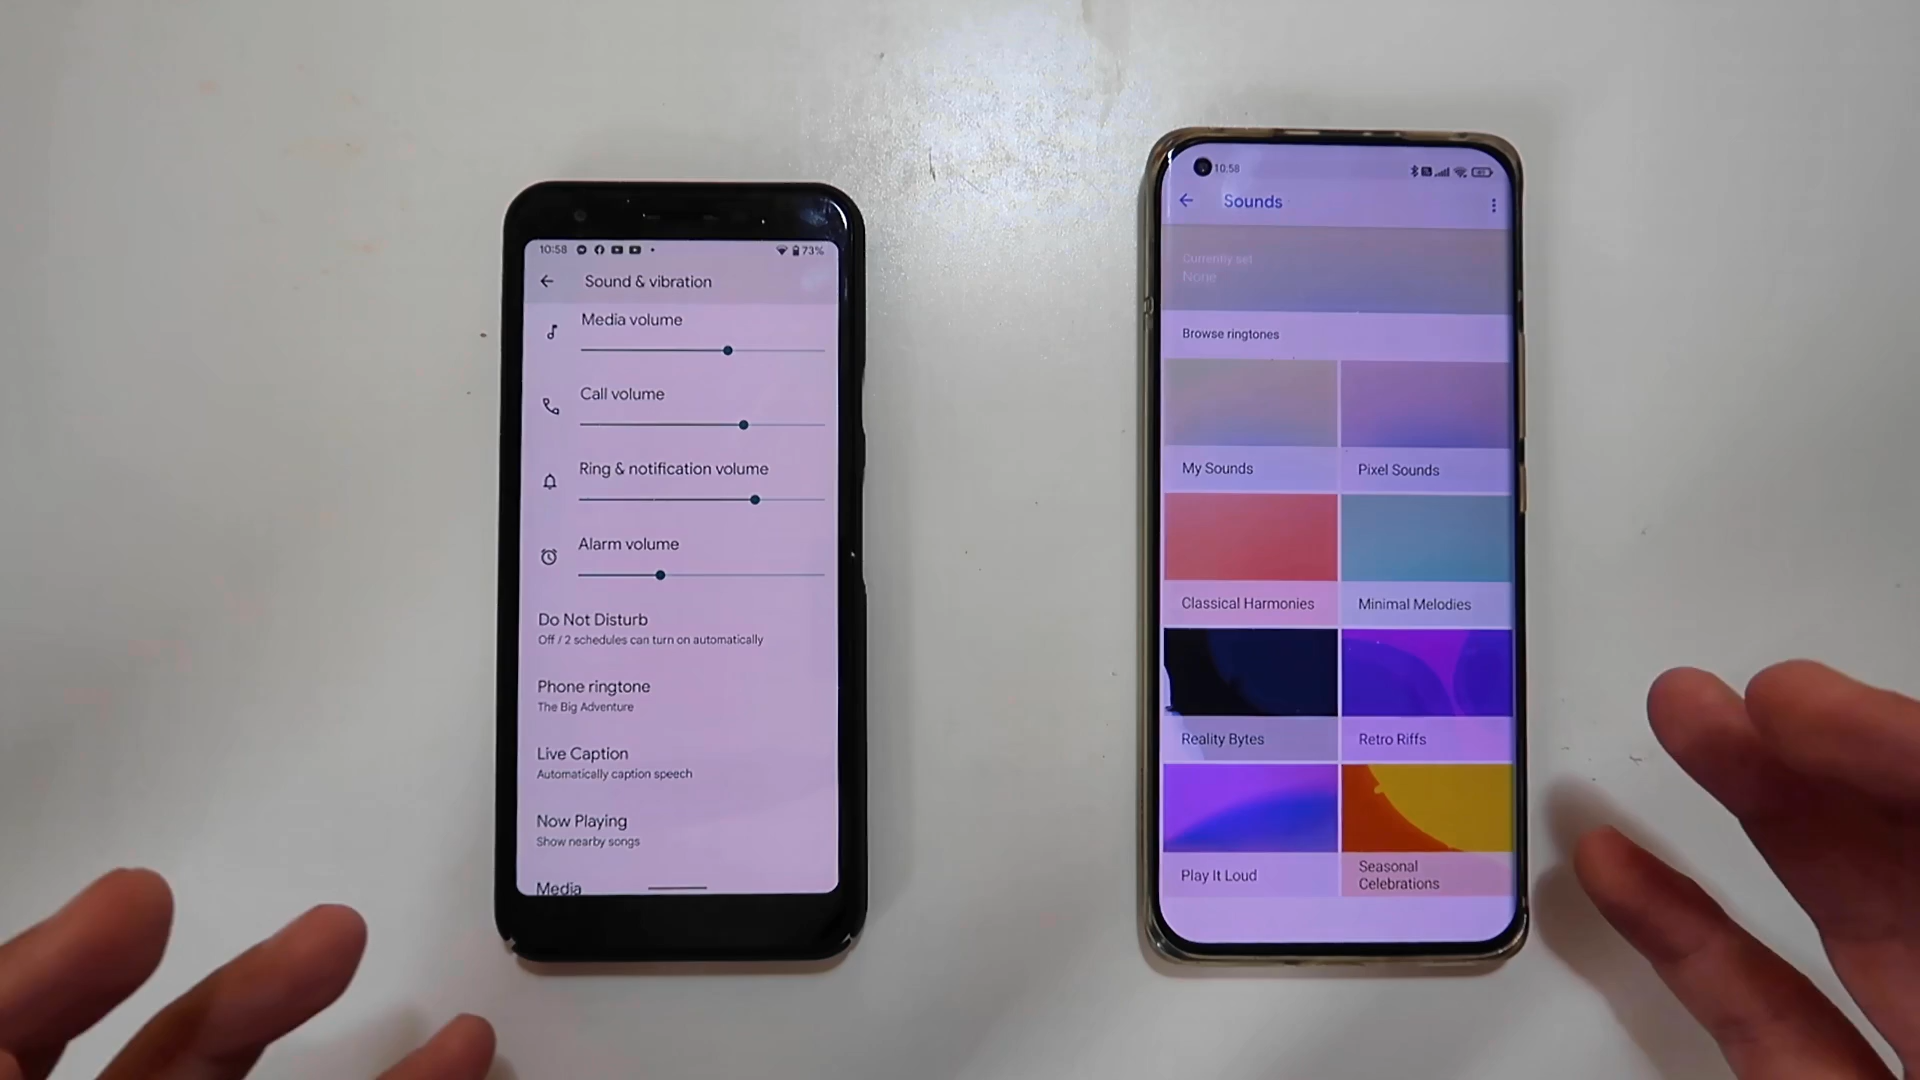 10:58
73%
Sound & vibration
Media volume
Call volume
Ring & notification volume
Alarm volume
Do Not Disturb
Off / 2 schedules can turn on automatically
Phone ringtone
The Big Adventure
Live Caption
Automatically caption speech
Now Playing
Show nearby songs
Media
10:58
Sounds
Currently set
None
Browse ringtones
My Sounds
Pixel Sounds
Classical Harmonies
Minimal Melodies
Reality Bytes
Retro Riffs
Play It Loud
Seasonal
Celebrations